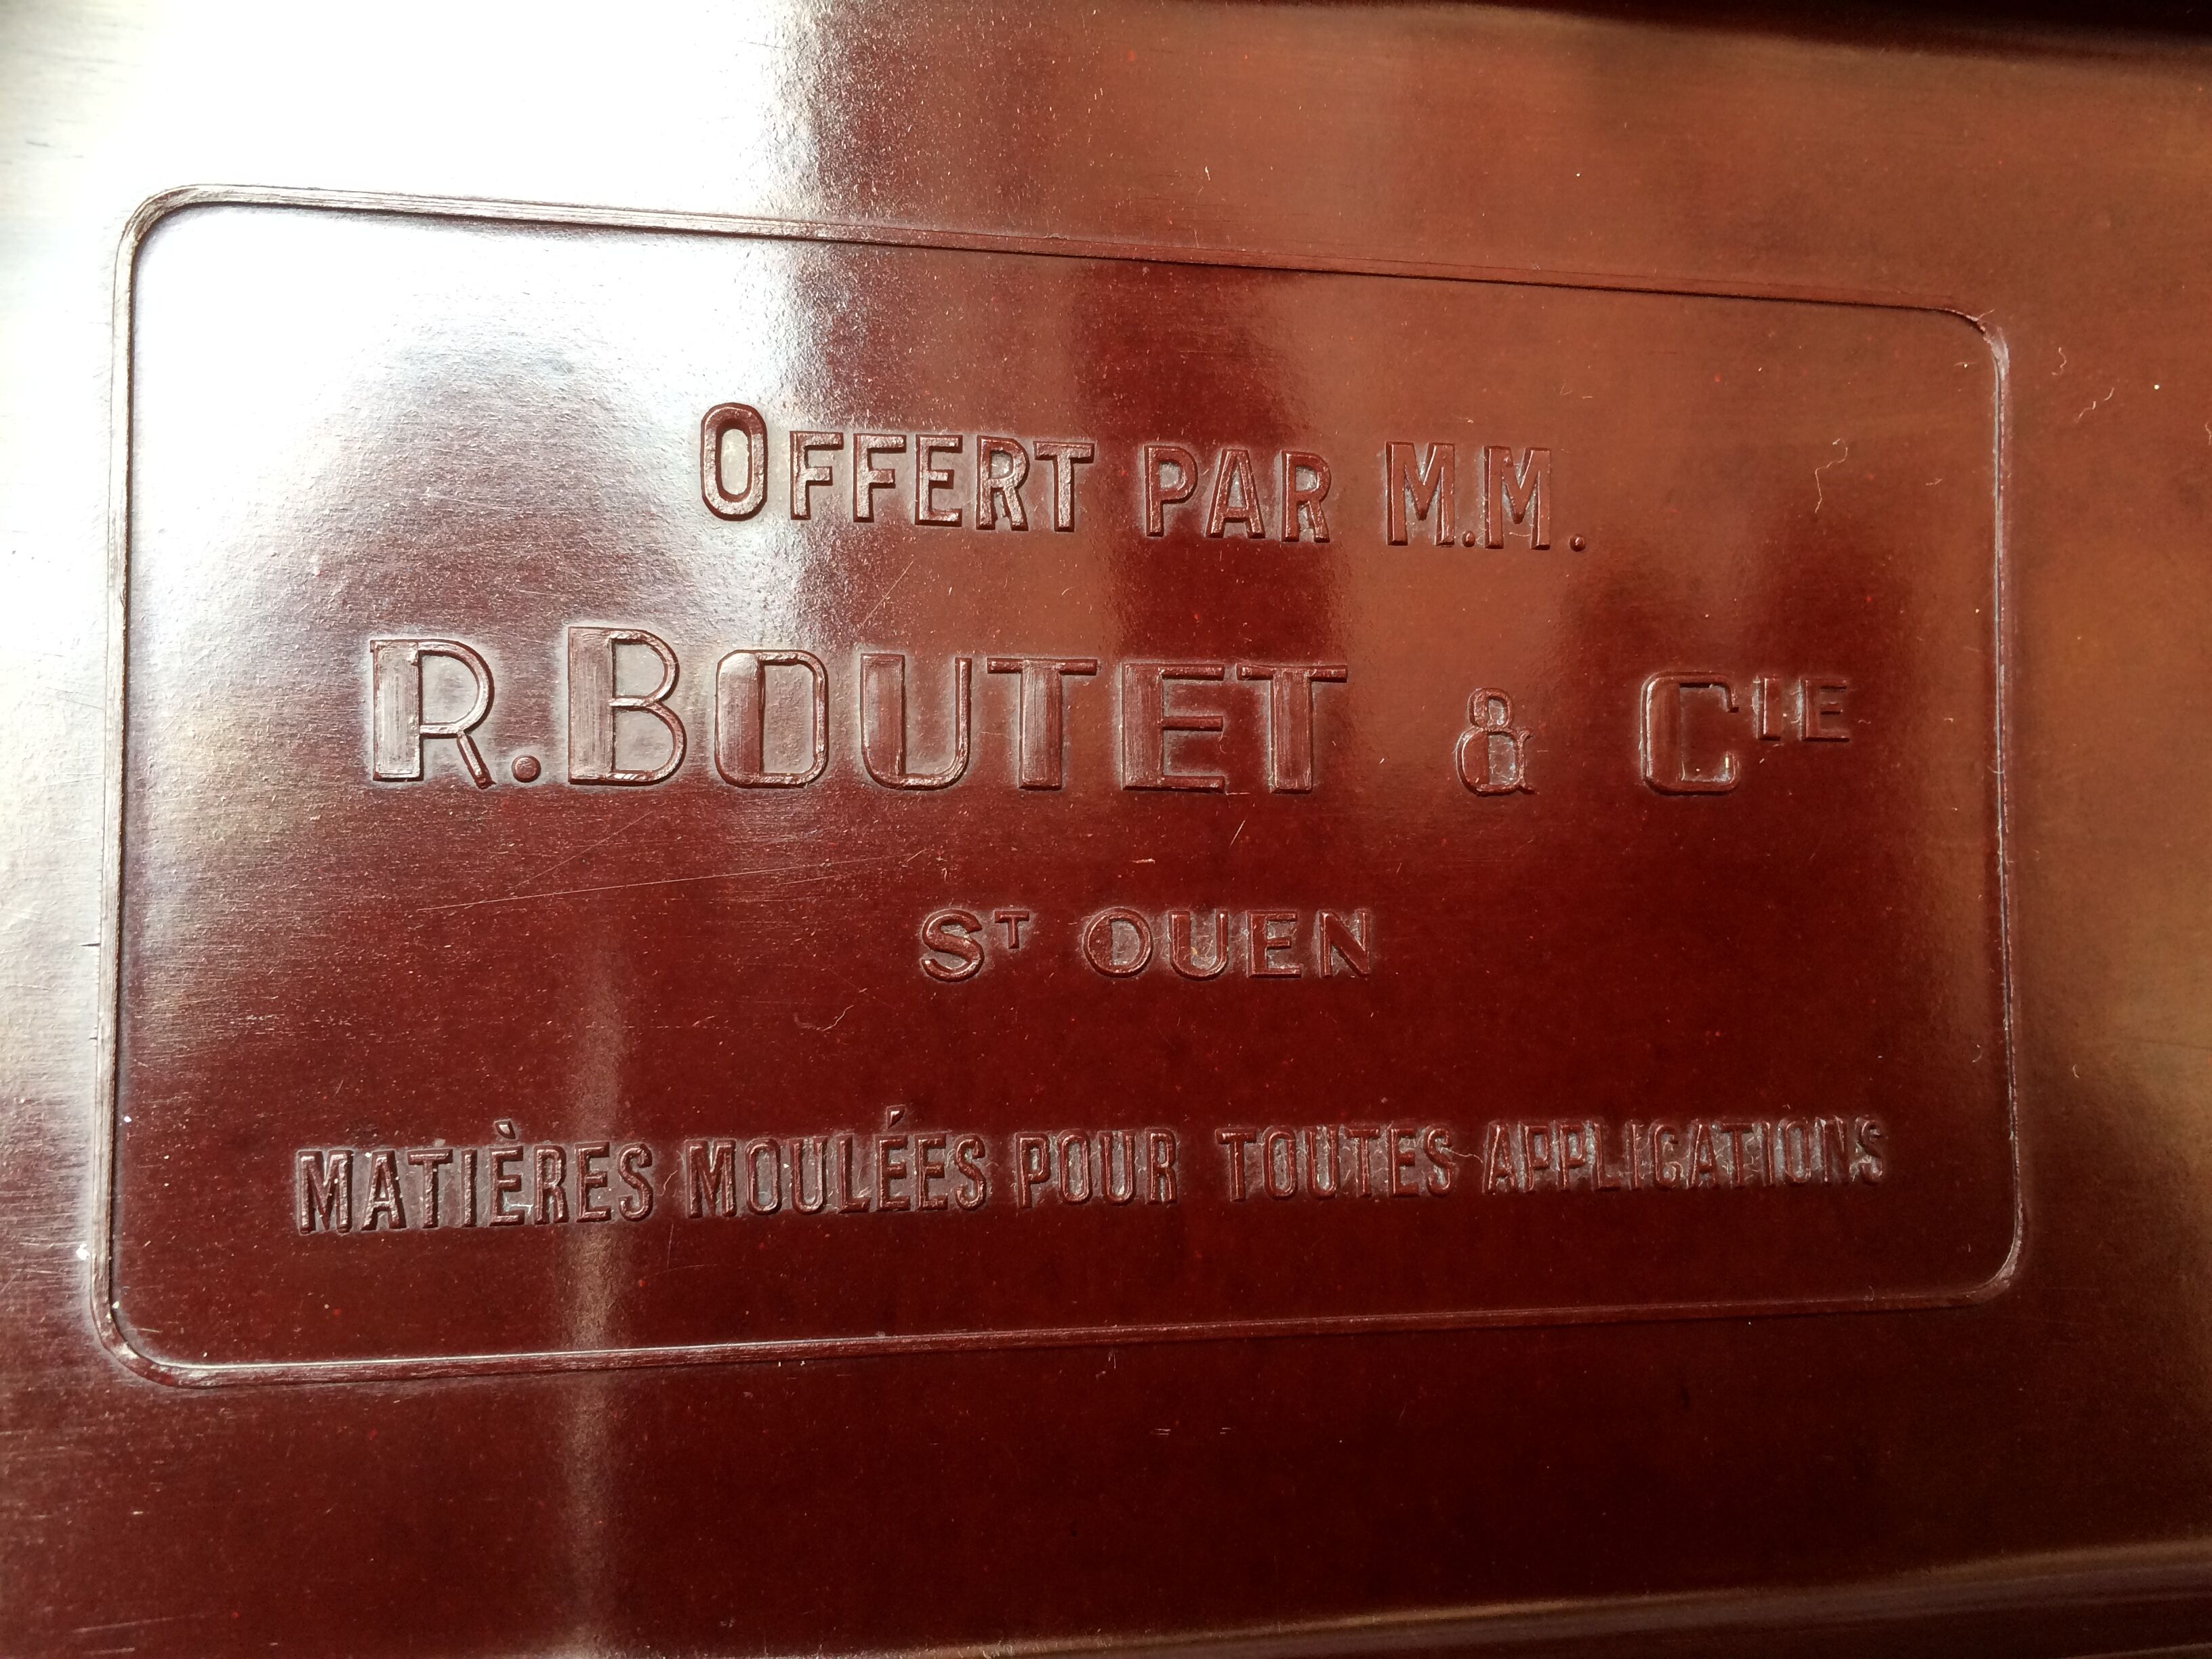 OFFERT PAR M.M.
R.BOUTET & CIE
ST OUEN
MATIÈRES MOULÉES POUR TOUTES APPLICATIONS